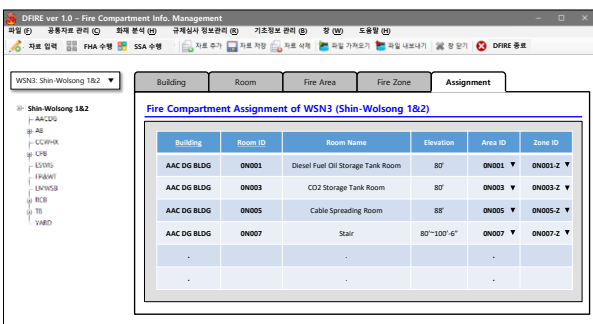 DFIRE ver 1.0 – Fire Compartment Info. Management
파일 (F) 공통자료 관리 (C) 화재 분석 (H) 규제심사 정보관리 (R) 기초정보 관리 (B) 창 (W) 도움말 (H)
자료 입력 FHA 수행 SSA 수행 자료 추가 자료 저장 자료 삭제 파일 가져오기 파일 내보내기 창 닫기 DFIRE 종료
WSN3: Shin-Wolsong 1&2 ▼
Building Room Fire Area Fire Zone Assignment
Shin-Wolsong 1&2
AACDG
AB
CCWHX
CPB
ESWIS
FP&WT
LMWSB
RCB
TB
YARD
Fire Compartment Assignment of WSN3 (Shin-Wolsong 1&2)
Building Room ID Room Name Elevation Area ID Zone ID
AAC DG BLDG 0N001 Diesel Fuel Oil Storage Tank Room 80' 0N001 ▼ 0N001-Z ▼
AAC DG BLDG 0N003 CO2 Storage Tank Room 80' 0N003 ▼ 0N003-Z ▼
AAC DG BLDG 0N005 Cable Spreading Room 88' 0N005 ▼ 0N005-Z ▼
AAC DG BLDG 0N007 Stair 80'~100'-6" 0N007 ▼ 0N007-Z ▼
. . .
. . .